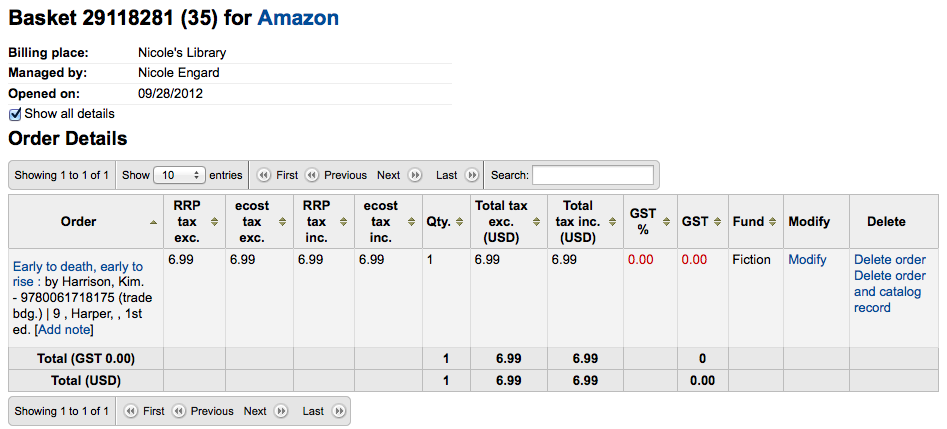 Basket 29118281 (35) for Amazon
Billing place: Nicole's Library
Managed by: Nicole Engard
Opened on: 09/28/2012
Show all details
Order Details
Showing 1 to 1 of 1 Show 10 entries First Previous Next Last Search:
Order RRP tax exc. ecost tax exc. RRP tax inc. ecost tax inc. Qty. Total tax exc. (USD) Total tax inc. (USD) GST % GST Fund Modify Delete
Early to death, early to 6.99 6.99 6.99 6.99 1 6.99 6.99 0.00 0.00 Fiction Modify Delete order
rise : by Harrison, Kim. Delete order
- 9780061718175 (trade and catalog
bdg.) | 9 , Harper, , 1st record
ed. [Add note]
Total (GST 0.00) 1 6.99 6.99 0
Total (USD) 1 6.99 6.99 0.00
Showing 1 to 1 of 1 First Previous Next Last